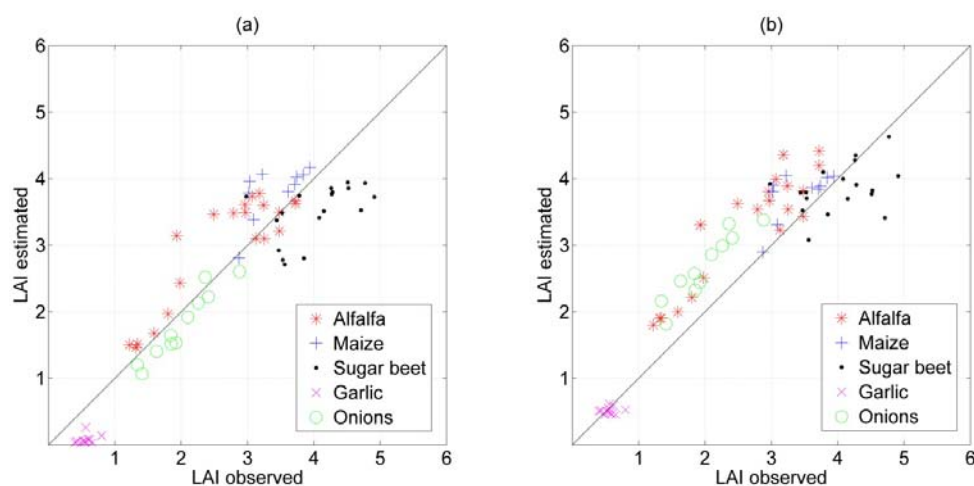 (a)
6
5
4
3
2
1
LAI estimated
Alfalfa
Maize
Sugar beet
Garlic
Onions
1 2 3 4 5 6
LAI observed
(b)
6
5
4
3
2
1
LAI estimated
Alfalfa
Maize
Sugar beet
Garlic
Onions
1 2 3 4 5 6
LAI observed